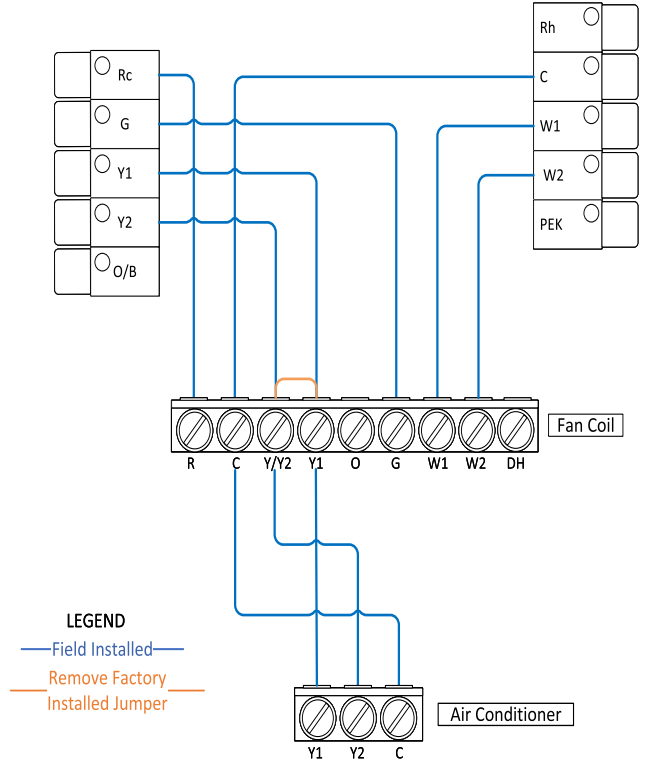 Rh
Rc
C
G
W1
Y1
W2
Y2
PEK
O/B
Fan Coil
R C Y/Y2 Y1 O G W1 W2 DH
LEGEND
Field Installed
Remove Factory
Installed Jumper
Air Conditioner
Y1 Y2 C